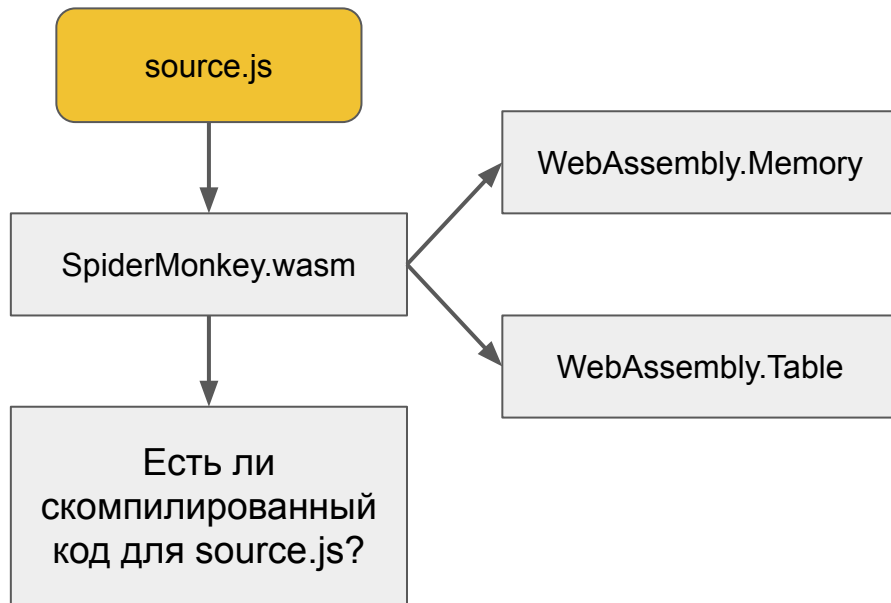 source.js
WebAssembly.Memory
SpiderMonkey.wasm
WebAssembly.Table
Есть ли
скомпилированный
код для source.js?